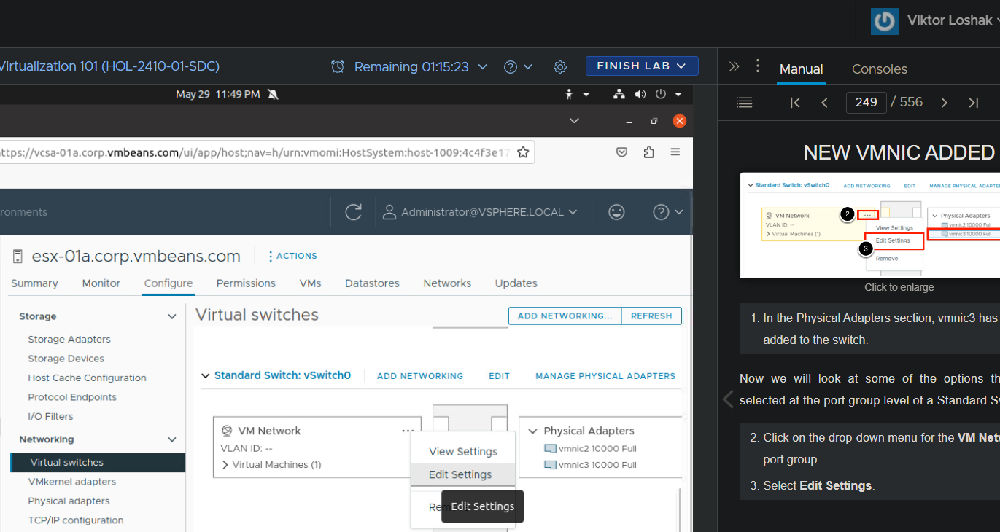 Viktor Loshak
Virtualization 101 (HOL-2410-01-SDC)
Remaining 01:15:23
FINISH LAB
Manual
Consoles
May 29 11:49 PM
249 / 556
https://vcsa-01a.corp.vmbeans.com/ui/app/host;nav=h/urn:vmomi:HostSystem:host-1009:4c4f3e17
NEW VMNIC ADDED
Standard Switch: vSwitch0
ADD NETWORKING
EDIT
MANAGE PHYSICAL ADAPTE
VM Network
2
...
VLAN ID: --
Virtual Machines (1)
View Settings
Edit Settings
3
Remove
Physical Adapters
vmnic2 10000 Full
vmnic3 10000 Full
Click to enlarge
ronments
Administrator@VSPHERE.LOCAL
esx-01a.corp.vmbeans.com
ACTIONS
Summary
Monitor
Configure
Permissions
VMs
Datastores
Networks
Updates
Storage
Storage Adapters
Storage Devices
Host Cache Configuration
Protocol Endpoints
I/O Filters
Networking
Virtual switches
VMkernel adapters
Physical adapters
TCP/IP configuration
Virtual switches
ADD NETWORKING...
REFRESH
Standard Switch: vSwitch0
ADD NETWORKING
EDIT
MANAGE PHYSICAL ADAPTERS
VM Network
...
VLAN ID: --
Virtual Machines (1)
View Settings
Edit Settings
Re
Edit Settings
Physical Adapters
vmnic2 10000 Full
vmnic3 10000 Full
1. In the Physical Adapters section, vmnic3 has
added to the switch.
Now we will look at some of the options th
selected at the port group level of a Standard S
2. Click on the drop-down menu for the VM Net
port group.
3. Select Edit Settings.